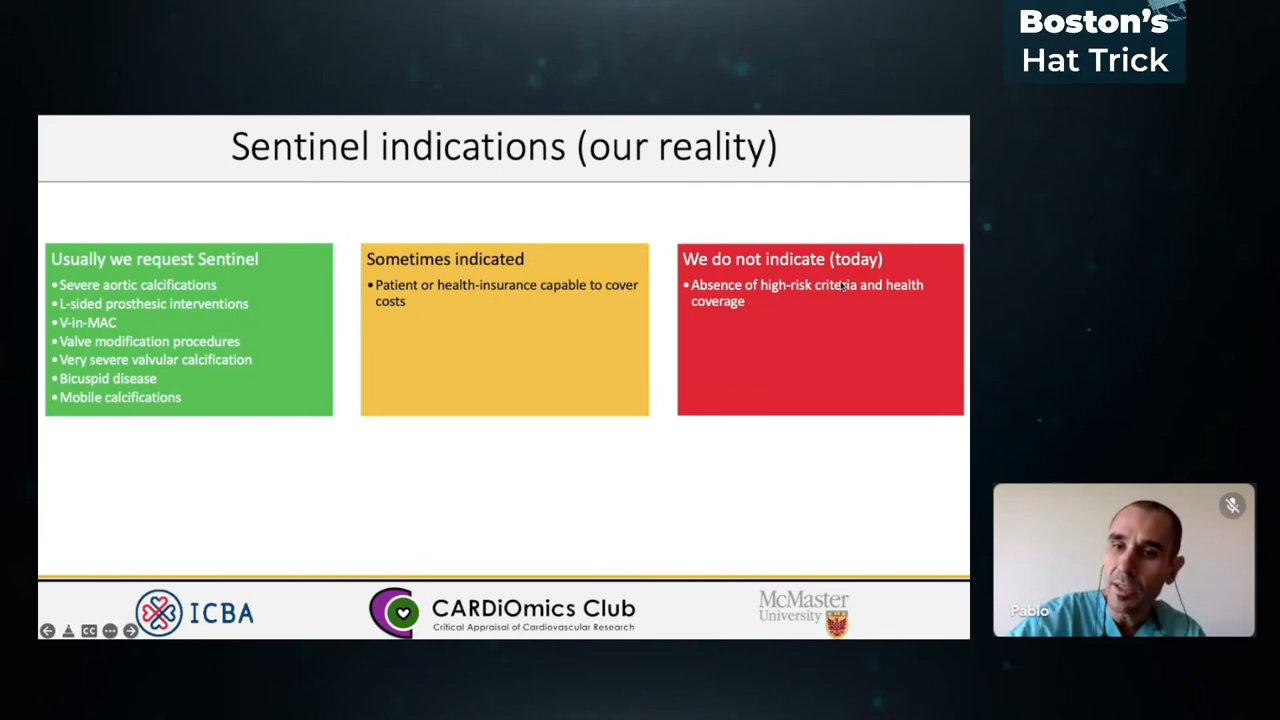 Boston's
Hat Trick
Sentinel indications (our reality)
Usually we request Sentinel
•Severe aortic calcifications
•L-sided prosthesic interventions
•V-in-MAC
•Valve modification procedures
•Very severe valvular calcification
•Bicuspid disease
•Mobile calcifications
Sometimes indicated
•Patient or health-insurance capable to cover
costs
We do not indicate (today)
•Absence of high-risk criteria and health
coverage
ICBA
CARDiOmics Club
Critical Appraisal of Cardiovascular Research
McMaster
University
CC
Pablo